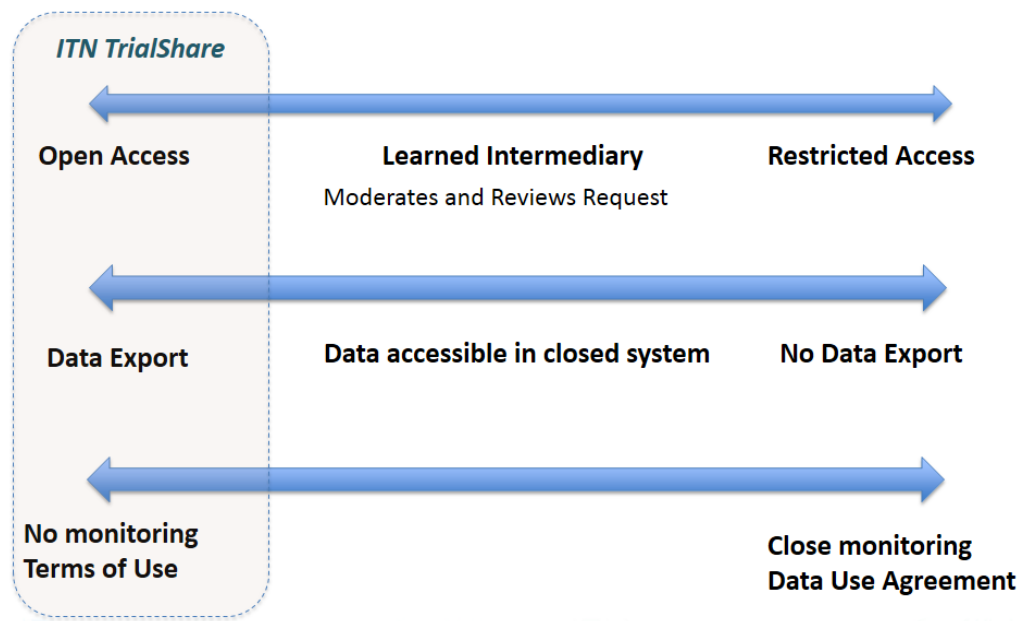 ITN TrialShare
Open Access
Learned Intermediary
Restricted Access
Moderates and Reviews Request
Data Export
Data accessible in closed system
No Data Export
No monitoring
Terms of Use
Close monitoring
Data Use Agreement